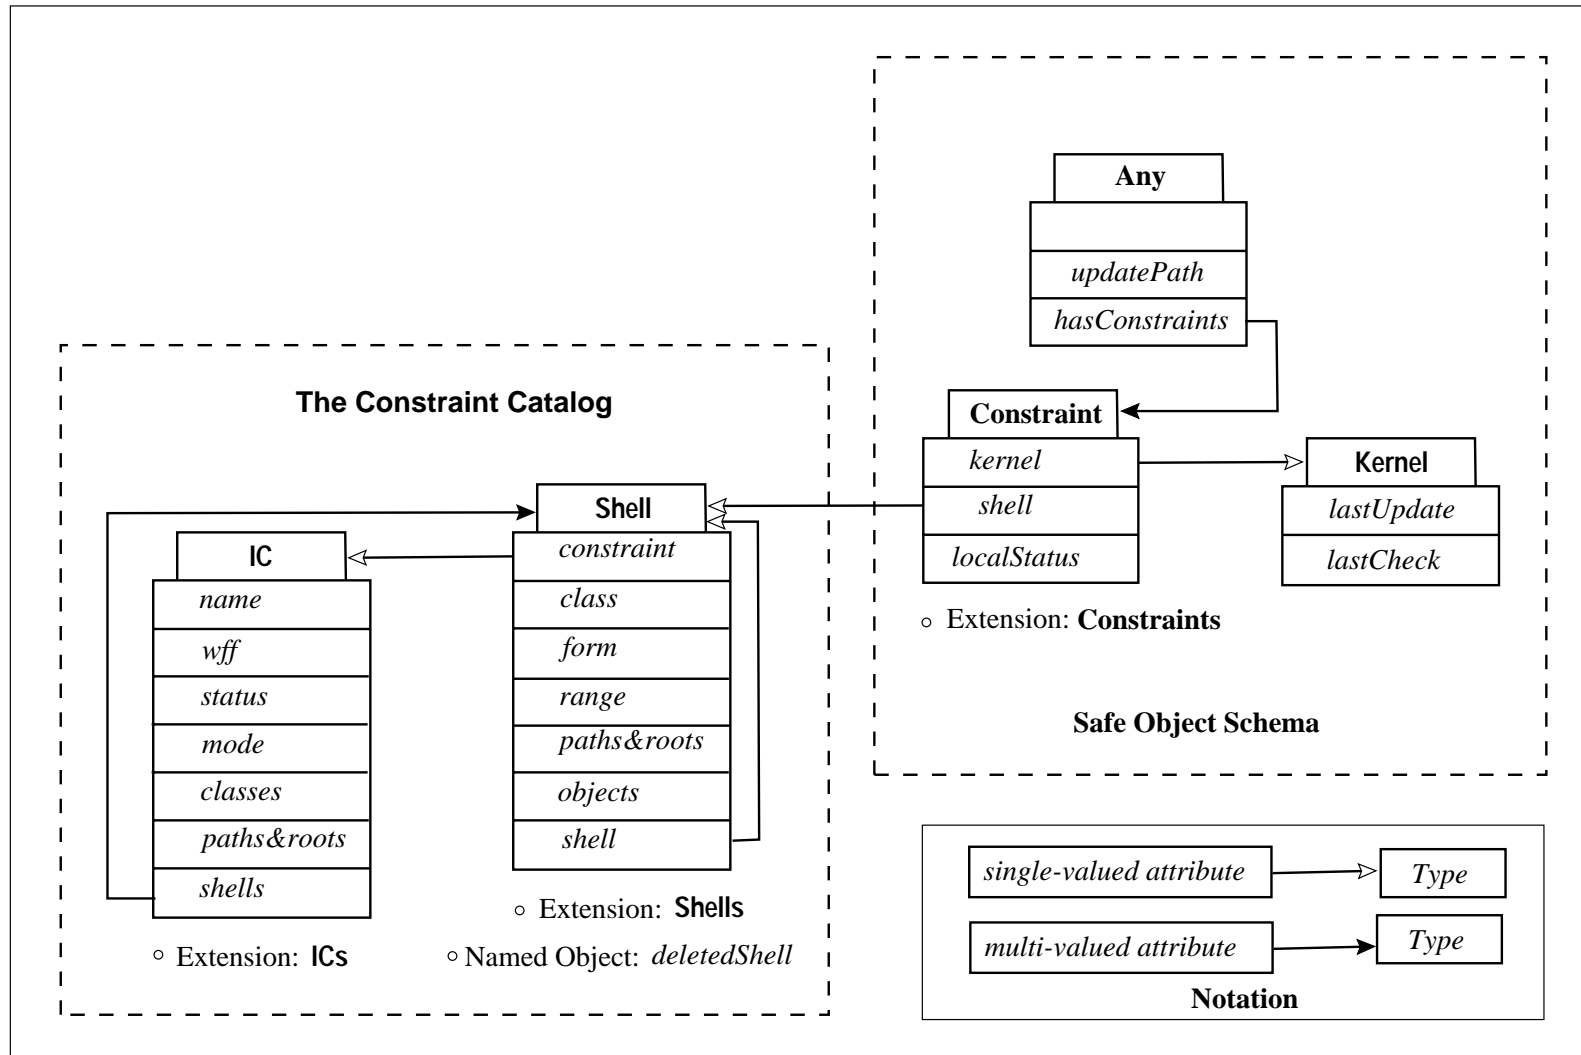 The Constraint Catalog
IC
name
wff
status
mode
classes
paths&roots
shells
Extension: ICs
Shell
constraint
class
form
range
paths&roots
objects
shell
Extension: Shells
Named Object: deletedShell
Any
updatePath
hasConstraints
Constraint
kernel
shell
localStatus
Extension: Constraints
Kernel
lastUpdate
lastCheck
Safe Object Schema
single-valued attribute
Type
multi-valued attribute
Type
Notation